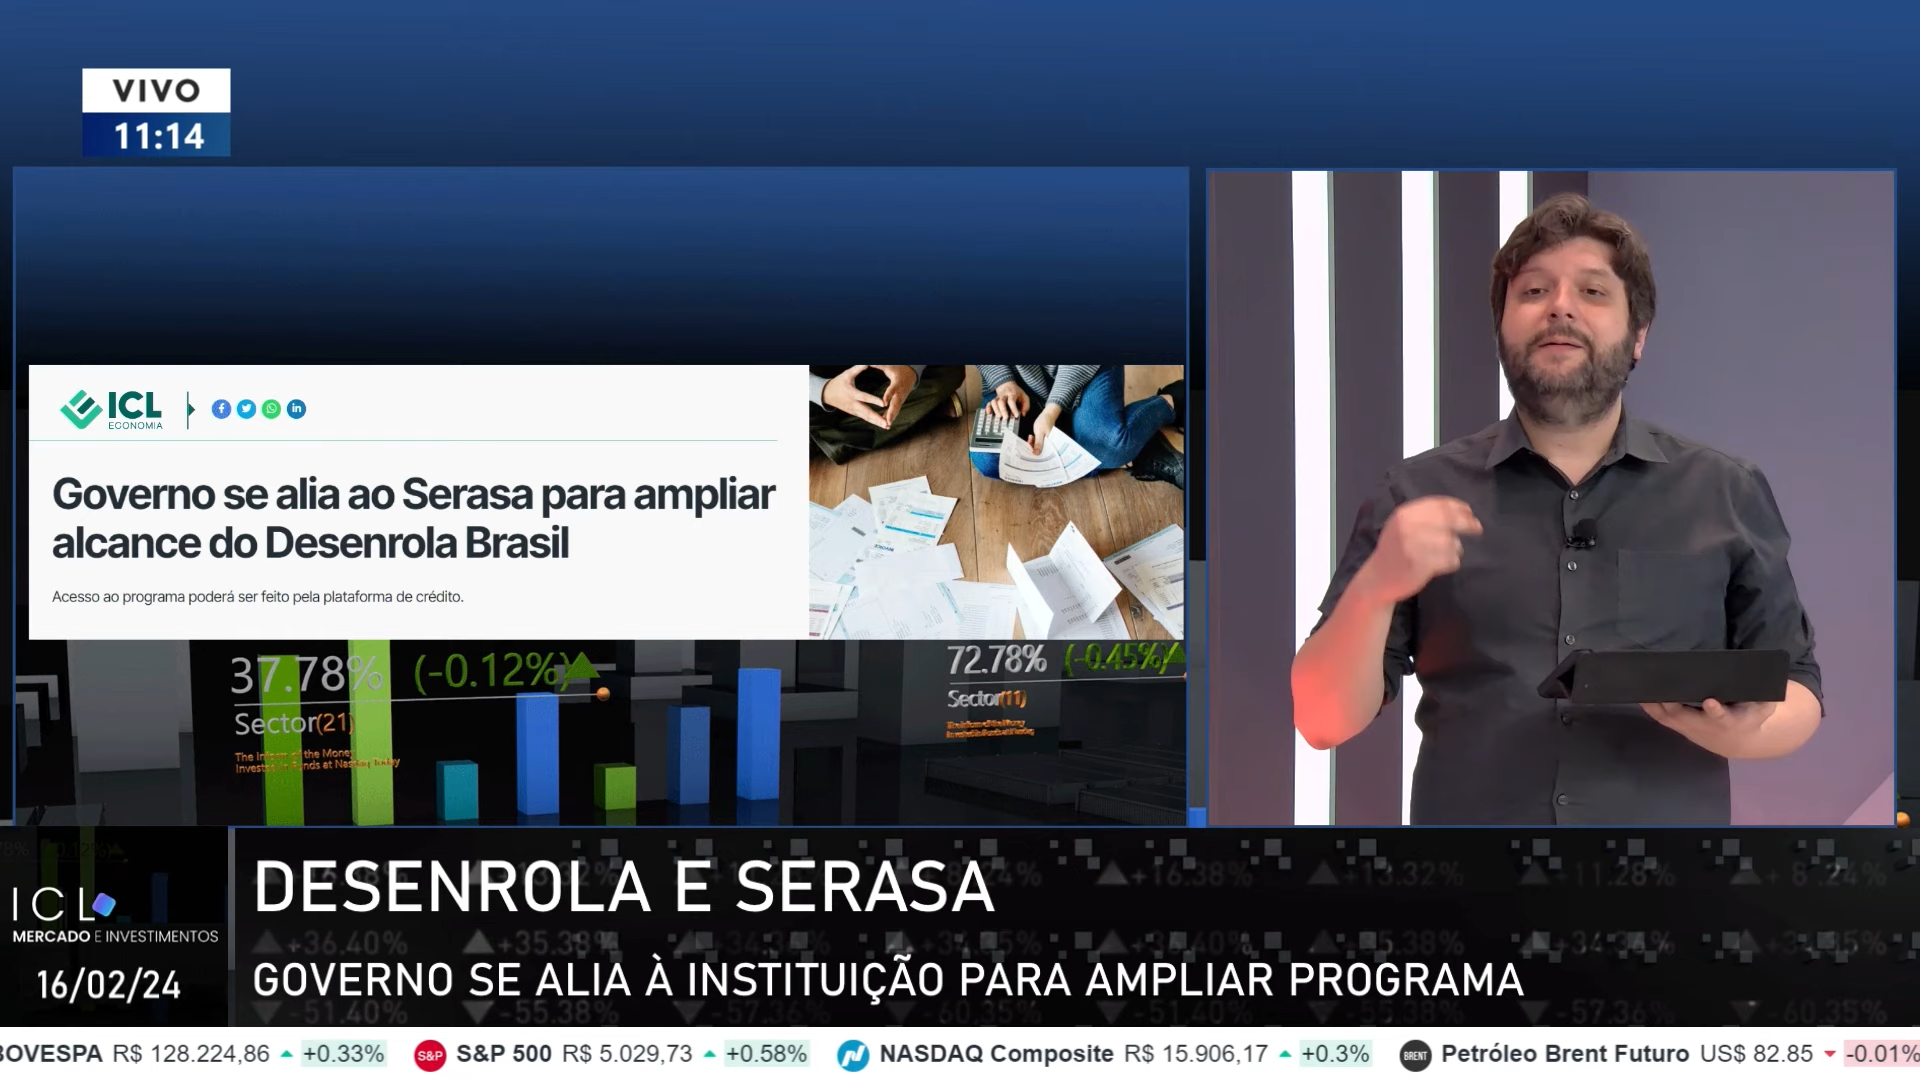 VIVO
11:14
ICL
ECONOMIA
Governo se alia ao Serasa para ampliar
alcance do Desenrola Brasil
Acesso ao programa poderá ser feito pela plataforma de crédito.
37.78% (-0.12%)
Sector(21)
72.78% (-0.45%)
Sector(11)
DESENROLA E SERASA
GOVERNO SE ALIA À INSTITUIÇÃO PARA AMPLIAR PROGRAMA
ICL
MERCADO E INVESTIMENTOS
16/02/24
BOVESPA R$ 128.224,86 +0.33% S&P S&P 500 R$ 5.029,73 +0.58% NASDAQ Composite R$ 15.906,17 +0.3% BRENT Petróleo Brent Futuro US$ 82.85 -0.01%